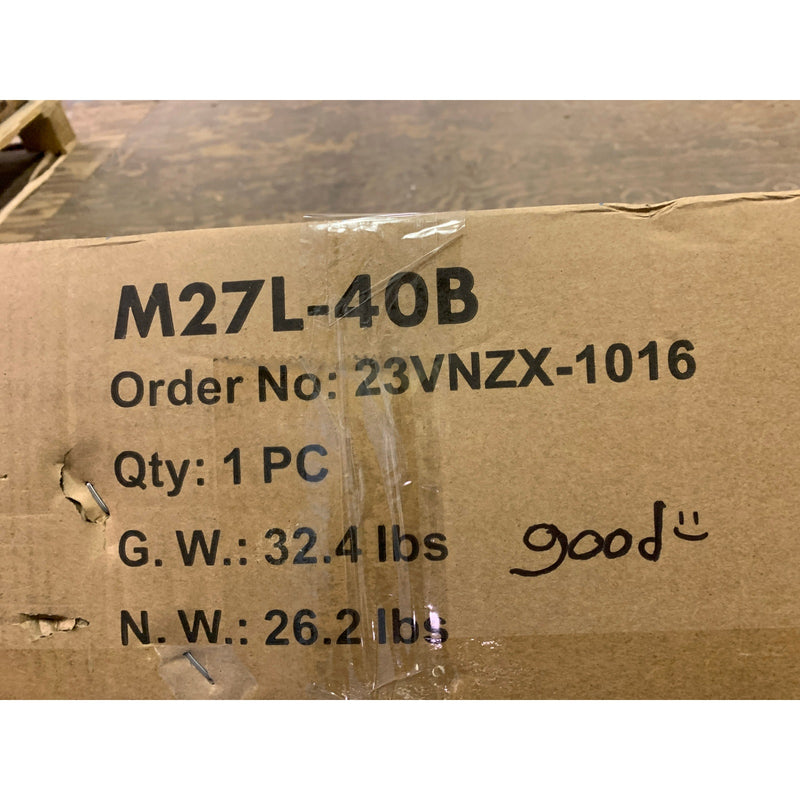 M27L-40B
Order No: 23VNZX-1016
Qty: 1 PC
G. W.: 32.4 lbs
good
N. W.: 26.2 lbs